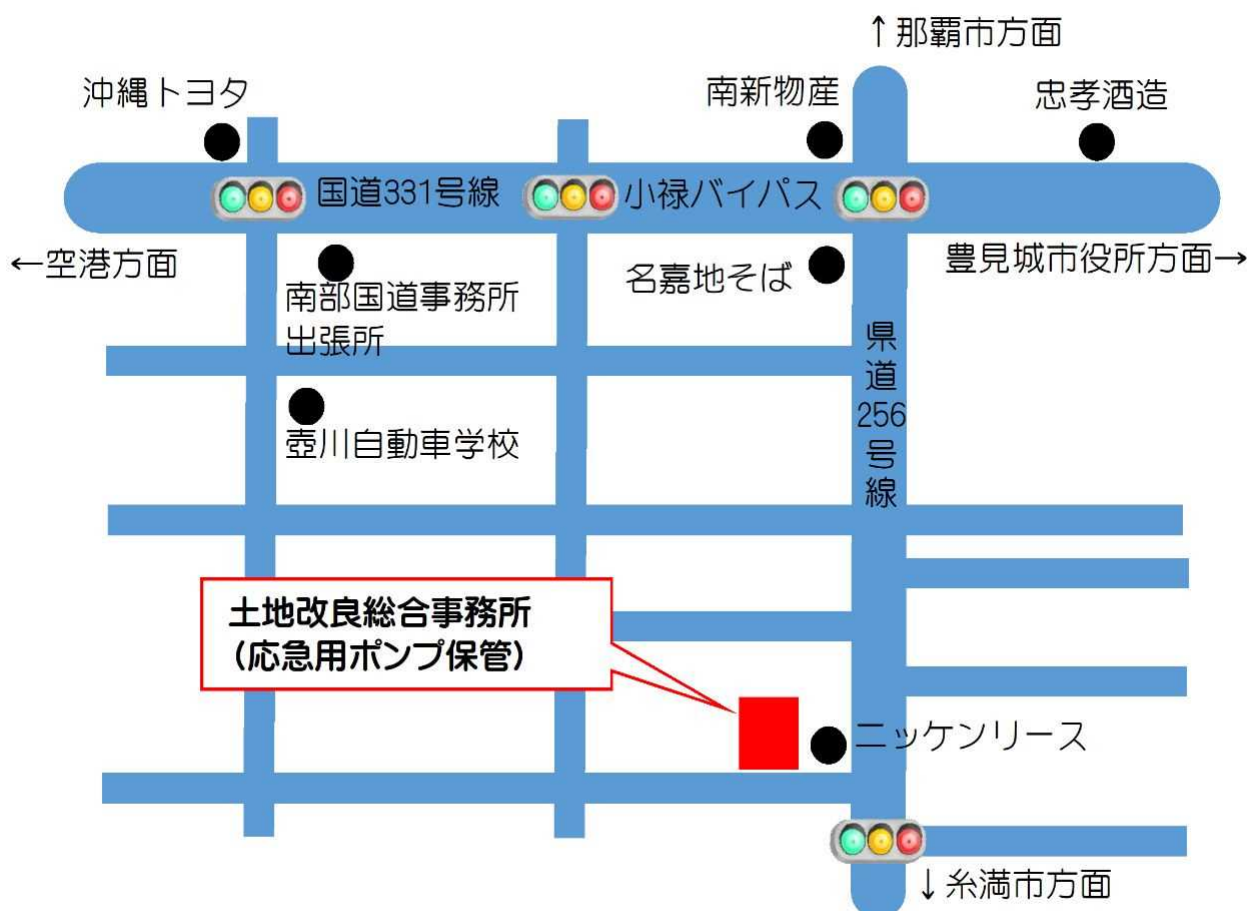 ↑那覇市方面
沖縄トヨタ
南新物産
忠孝酒造
国道331号線
小禄バイパス
←空港方面
豊見城市役所方面→
南部国道事務所
出張所
名嘉地そば
県道256号線
壺川自動車学校
土地改良総合事務所
(応急用ポンプ保管)
ニッケンリース
↓糸満市方面